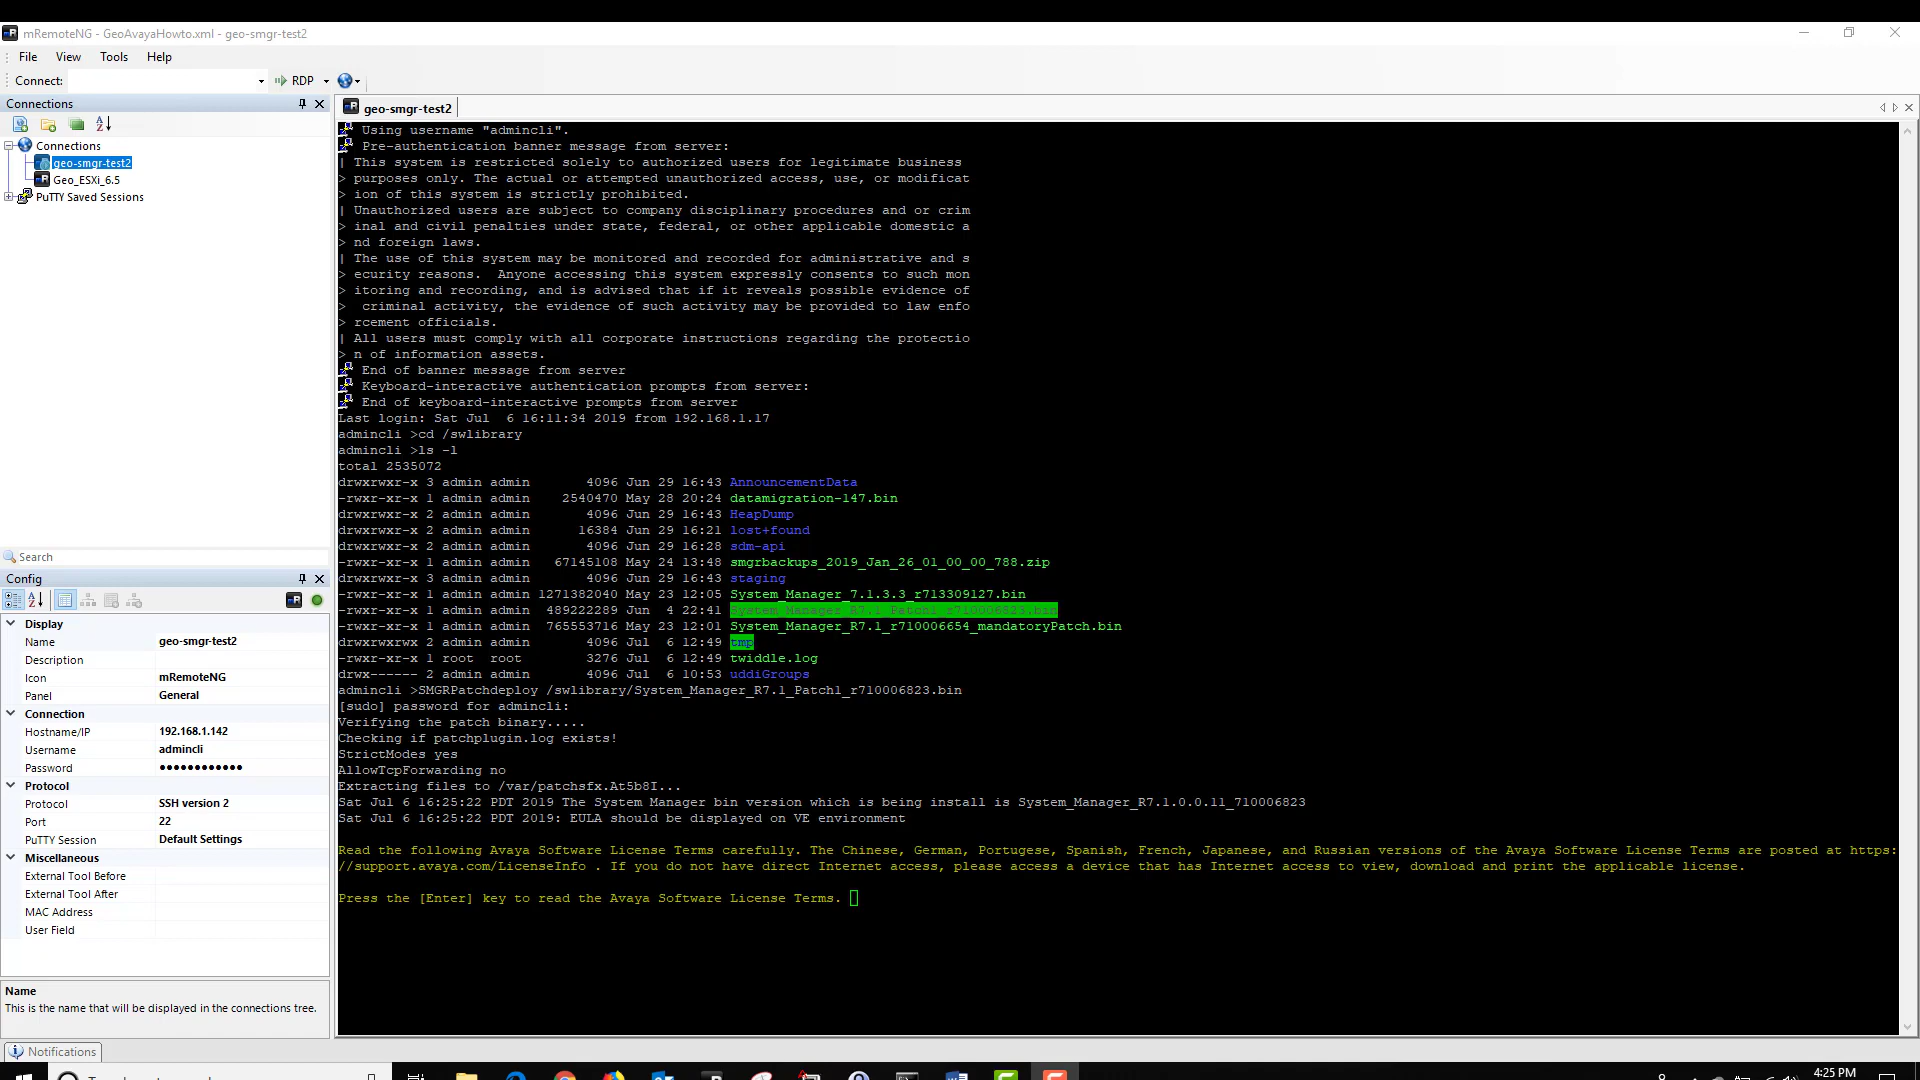 mRemoteNG - GeoAvayaHowto.xml - geo-smgr-test2
File View Tools Help
Connect: RDP
Connections
Connections
geo-smgr-test2
Geo_ESXi_6.5
PuTTY Saved Sessions
Search
Config
Display
Name geo-smgr-test2
Description
Icon mRemoteNG
Panel General
Connection
Hostname/IP 192.168.1.142
Username admincli
Password ●●●●●●●●●●●●
Protocol
Protocol SSH version 2
Port 22
PuTTY Session Default Settings
Miscellaneous
External Tool Before
External Tool After
MAC Address
User Field
Name
This is the name that will be displayed in the connections tree.
Notifications
geo-smgr-test2
Using username "admincli".
Pre-authentication banner message from server:
| This system is restricted solely to authorized users for legitimate business
> purposes only. The actual or attempted unauthorized access, use, or modificat
> ion of this system is strictly prohibited.
| Unauthorized users are subject to company disciplinary procedures and or crim
> inal and civil penalties under state, federal, or other applicable domestic a
> nd foreign laws.
| The use of this system may be monitored and recorded for administrative and s
> ecurity reasons.  Anyone accessing this system expressly consents to such mon
> itoring and recording, and is advised that if it reveals possible evidence of
>  criminal activity, the evidence of such activity may be provided to law enfo
> rcement officials.
| All users must comply with all corporate instructions regarding the protectio
> n of information assets.
End of banner message from server
Keyboard-interactive authentication prompts from server:
End of keyboard-interactive prompts from server
Last login: Sat Jul  6 16:11:34 2019 from 192.168.1.17
admincli >cd /swlibrary
admincli >ls -l
total 2535072
drwxrwxr-x 3 admin admin       4096 Jun 29 16:43 AnnouncementData
-rwxr-xr-x 1 admin admin    2540470 May 28 20:24 datamigration-147.bin
drwxrwxr-x 2 admin admin       4096 Jun 29 16:43 HeapDump
drwxrwxr-x 2 admin admin      16384 Jun 29 16:21 lost+found
drwxrwxr-x 2 admin admin       4096 Jun 29 16:28 sdm-api
-rwxr-xr-x 1 admin admin   67145108 May 24 13:48 smgrbackups_2019_Jan_26_01_00_00_788.zip
drwxrwxr-x 3 admin admin       4096 Jun 29 16:43 staging
-rwxr-xr-x 1 admin admin 1271382040 May 23 12:05 System_Manager_7.1.3.3_r713309127.bin
-rwxr-xr-x 1 admin admin  489222289 Jun  4 22:41 System_Manager_R7.1_Patch1_r710006823.bin
-rwxr-xr-x 1 admin admin  765553716 May 23 12:01 System_Manager_R7.1_r710006654_mandatoryPatch.bin
drwxrwxrwx 2 admin admin       4096 Jul  6 12:49 tmp
-rwxr-xr-x 1 root  root        3276 Jul  6 12:49 twiddle.log
drwx------ 2 admin admin       4096 Jul  6 10:53 uddiGroups
admincli >SMGRPatchdeploy /swlibrary/System_Manager_R7.1_Patch1_r710006823.bin
[sudo] password for admincli:
Verifying the patch binary.....
Checking if patchplugin.log exists!
StrictModes yes
AllowTcpForwarding no
Extracting files to /var/patchsfx.At5b8I...
Sat Jul 6 16:25:22 PDT 2019 The System Manager bin version which is being install is System_Manager_R7.1.0.0.11_710006823
Sat Jul 6 16:25:22 PDT 2019: EULA should be displayed on VE environment
Read the following Avaya Software License Terms carefully. The Chinese, German, Portugese, Spanish, French, Japanese, and Russian versions of the Avaya Software License Terms are posted at https:
//support.avaya.com/LicenseInfo . If you do not have direct Internet access, please access a device that has Internet access to view, download and print the applicable license.
Press the [Enter] key to read the Avaya Software License Terms.
4:25 PM